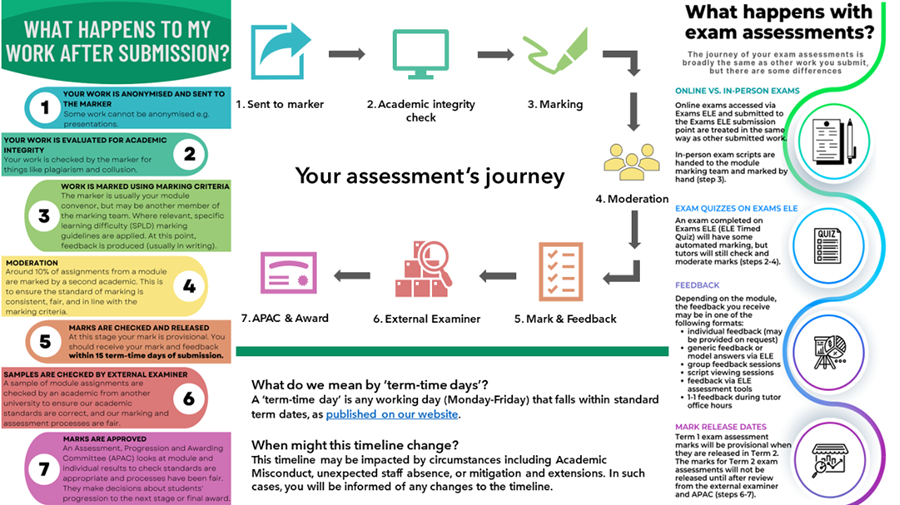 WHAT HAPPENS TO MY
WORK AFTER SUBMISSION?
1
YOUR WORK IS ANONYMISED AND SENT TO
THE MARKER
Some work cannot be anonymised e.g.
presentations.
YOUR WORK IS EVALUATED FOR ACADEMIC
INTEGRITY
Your work is checked by the marker for
things like plagiarism and collusion.
2
3
WORK IS MARKED USING MARKING CRITERIA
The marker is usually your module
convenor, but may be another member of
the marking team. Where relevant, specific
learning difficulty (SPLD) marking
guidelines are applied. At this point,
feedback is produced (usually in writing).
MODERATION
Around 10% of assignments from a module
are marked by a second academic. This is
to ensure the standard of marking is
consistent, fair, and in line with the
marking criteria.
4
5
MARKS ARE CHECKED AND RELEASED
At this stage your mark is provisional. You
should receive your mark and feedback
within 15 term-time days of submission.
SAMPLES ARE CHECKED BY EXTERNAL EXAMINER
A sample of module assignments are
checked by an academic from another
university to ensure our academic
standards are correct, and our marking and
assessment processes are fair.
6
7
MARKS ARE APPROVED
An Assessment, Progression and Awarding
Committee (APAC) looks at module and
individual results to check standards are
appropriate and processes have been fair.
They make decisions about students'
progression to the next stage or final award.
1. Sent to marker
2. Academic integrity
check
3. Marking
Your assessment's journey
4. Moderation
7. APAC & Award
6. External Examiner
5. Mark & Feedback
What do we mean by 'term-time days'?
A 'term-time day' is any working day (Monday-Friday) that falls within standard
term dates, as published on our website.
When might this timeline change?
This timeline may be impacted by circumstances including Academic
Misconduct, unexpected staff absence, or mitigation and extensions. In such
cases, you will be informed of any changes to the timeline.
What happens with
exam assessments?
The journey of your exam assessments is
broadly the same as other work you submit,
but there are some differences
ONLINE VS. IN-PERSON EXAMS
Online exams accessed via
Exams ELE and submitted to
the Exams ELE submission
point are treated in the same
way as other submitted work.
In-person exam scripts are
handed to the module
marking team and marked by
hand (step 3).
EXAM QUIZZES ON EXAMS ELE
An exam completed on
Exams ELE (ELE Timed
Quiz) will have some
automated marking, but
tutors will still check and
moderate marks (steps 2-4).
QUIZ
FEEDBACK
Depending on the module,
the feedback you receive
may be in one of the
following formats:
• individual feedback (may
be provided on request)
• generic feedback or
model answers via ELE
• group feedback sessions
• script viewing sessions
• feedback via ELE
assessment tools
• 1-1 feedback during tutor
office hours
MARK RELEASE DATES
Term 1 exam assessment
marks will be provisional when
they are released in Term 2.
The marks for Term 2 exam
assessments will not be
released until after review
from the external examiner
and APAC (steps 6-7).